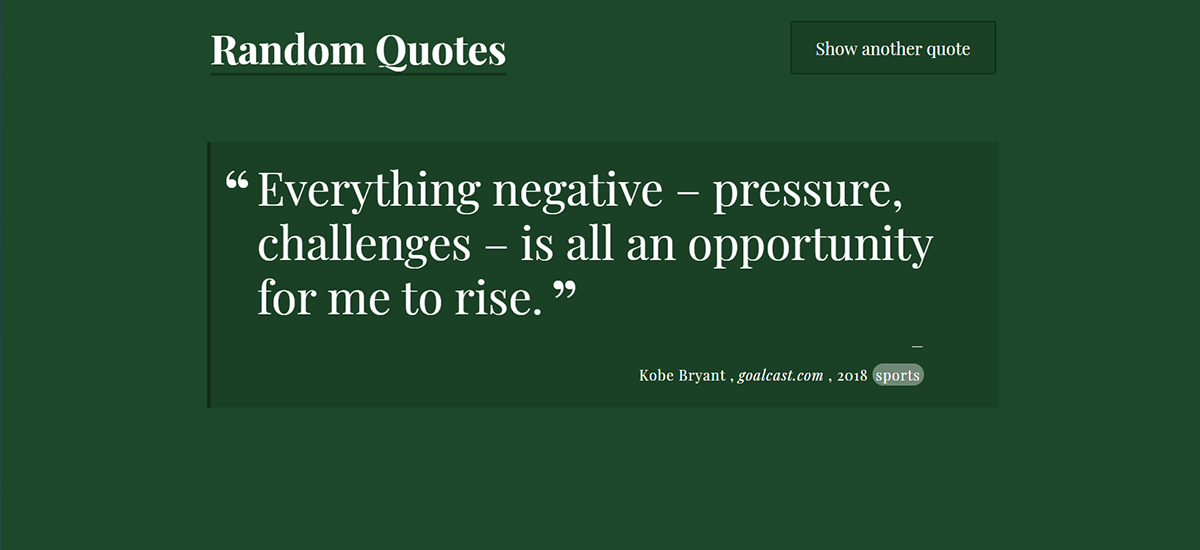 Random Quotes
Show another quote
“ Everything negative – pressure,
challenges – is all an opportunity
for me to rise. ”
—
Kobe Bryant , goalcast.com , 2018 sports